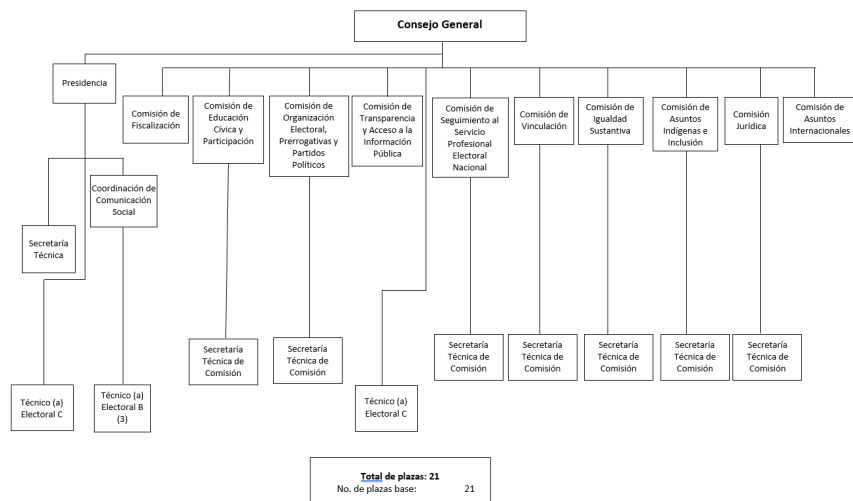 Consejo General
Presidencia
Comisión de
Fiscalización
Comisión de
Educación
Cívica y
Participación
Comisión de
Organización
Electoral,
Prerrogativas y
Partidos
Políticos
Comisión de
Transparencia
y Acceso a la
Información
Pública
Comisión de
Seguimiento al
Servicio
Profesional
Electoral
Nacional
Comisión de
Vinculación
Comisión de
Igualdad
Sustantiva
Comisión de
Asuntos
Indígenas e
Inclusión
Comisión
Jurídica
Comisión de
Asuntos
Internacionales
Coordinación de
Comunicación
Social
Secretaría
Técnica
Secretaría
Técnica de
Comisión
Secretaría
Técnica de
Comisión
Secretaría
Técnica de
Comisión
Secretaría
Técnica de
Comisión
Secretaría
Técnica de
Comisión
Secretaría
Técnica de
Comisión
Secretaría
Técnica de
Comisión
Técnico (a)
Electoral C
Técnico (a)
Electoral B
(3)
Técnico (a)
Electoral C
Total de plazas: 21
No. de plazas base: 21